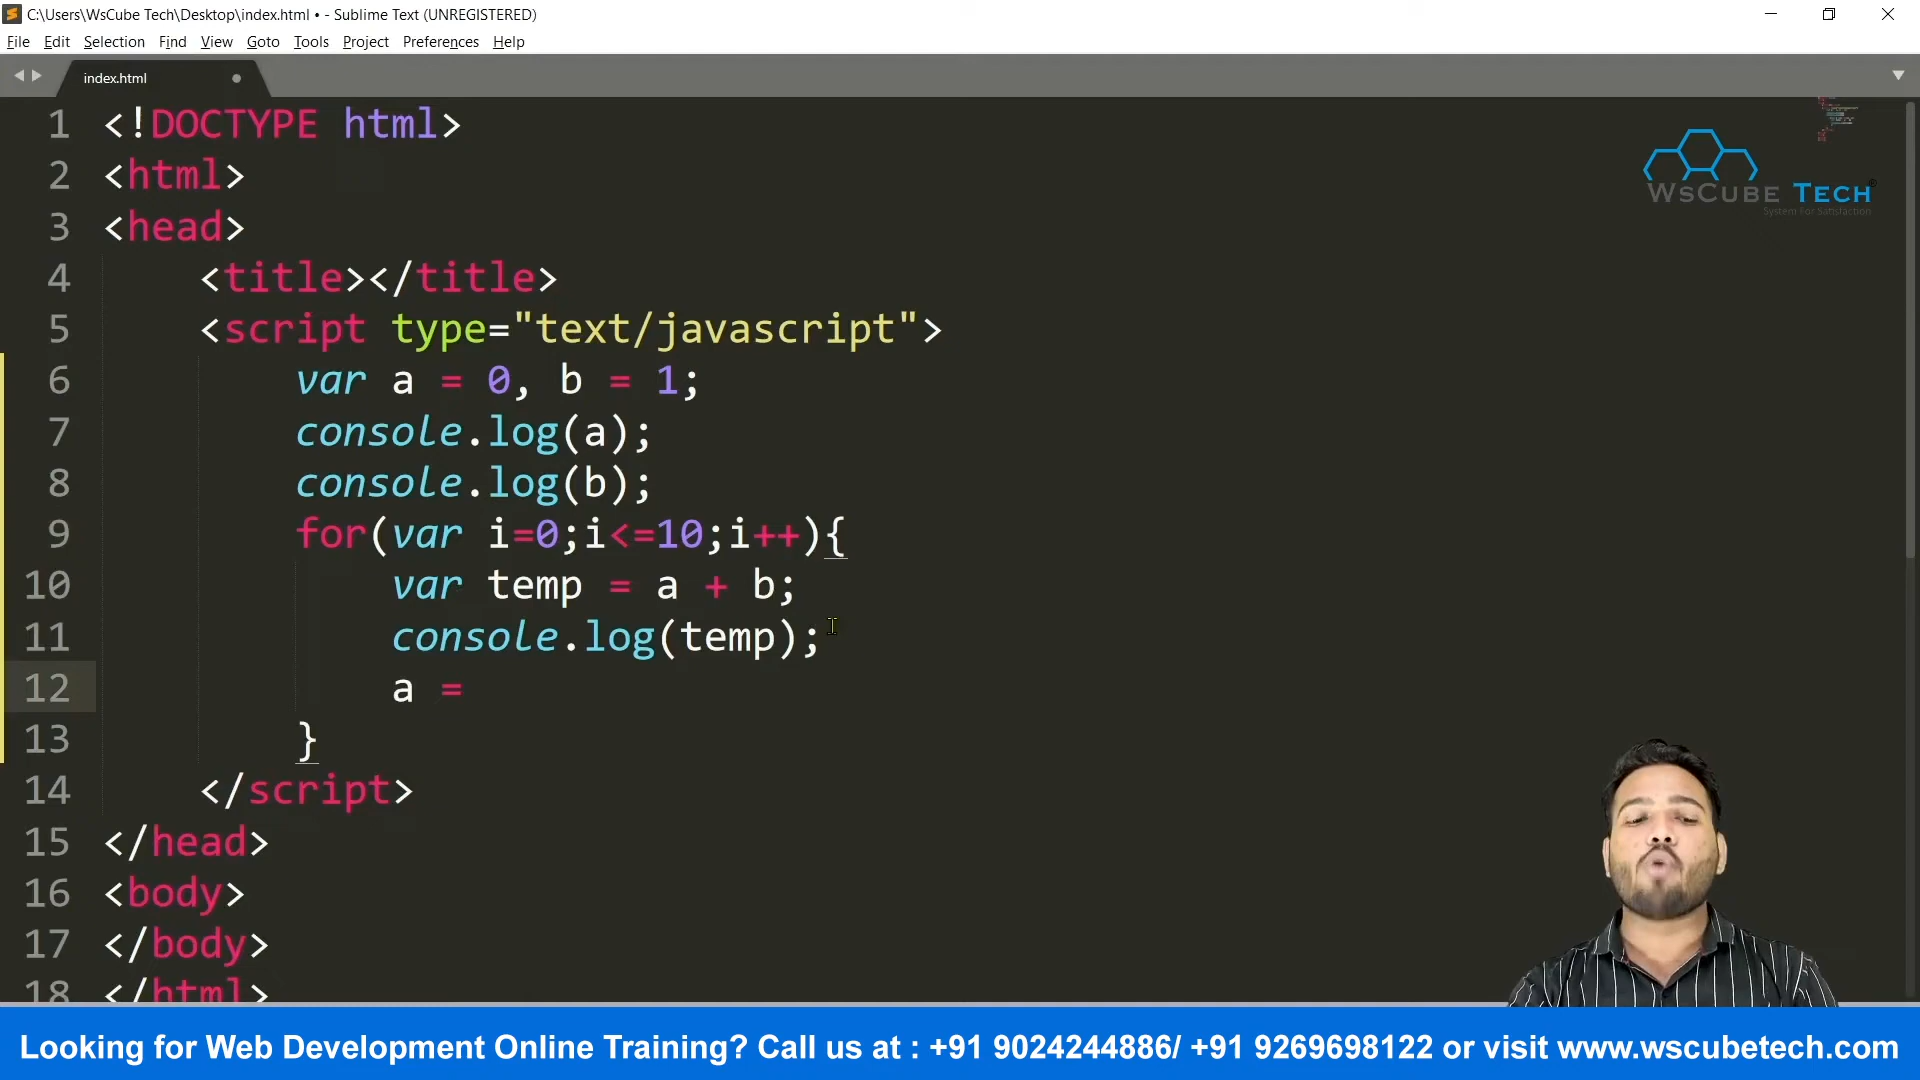 C:\Users\WsCube Tech\Desktop\index.html • - Sublime Text (UNREGISTERED)
File Edit Selection Find View Goto Tools Project Preferences Help
index.html
1 <!DOCTYPE html>
2 <html>
3 <head>
4 <title></title>
5 <script type="text/javascript">
6 var a = 0, b = 1;
7 console.log(a);
8 console.log(b);
9 for(var i=0;i<=10;i++){
10 var temp = a + b;
11 console.log(temp);
12 a =
13 }
14 </script>
15 </head>
16 <body>
17 </body>
18 </html>
WSCUBE TECH®
System For Satisfaction
Looking for Web Development Online Training? Call us at : +91 9024244886/ +91 9269698122 or visit www.wscubetech.com